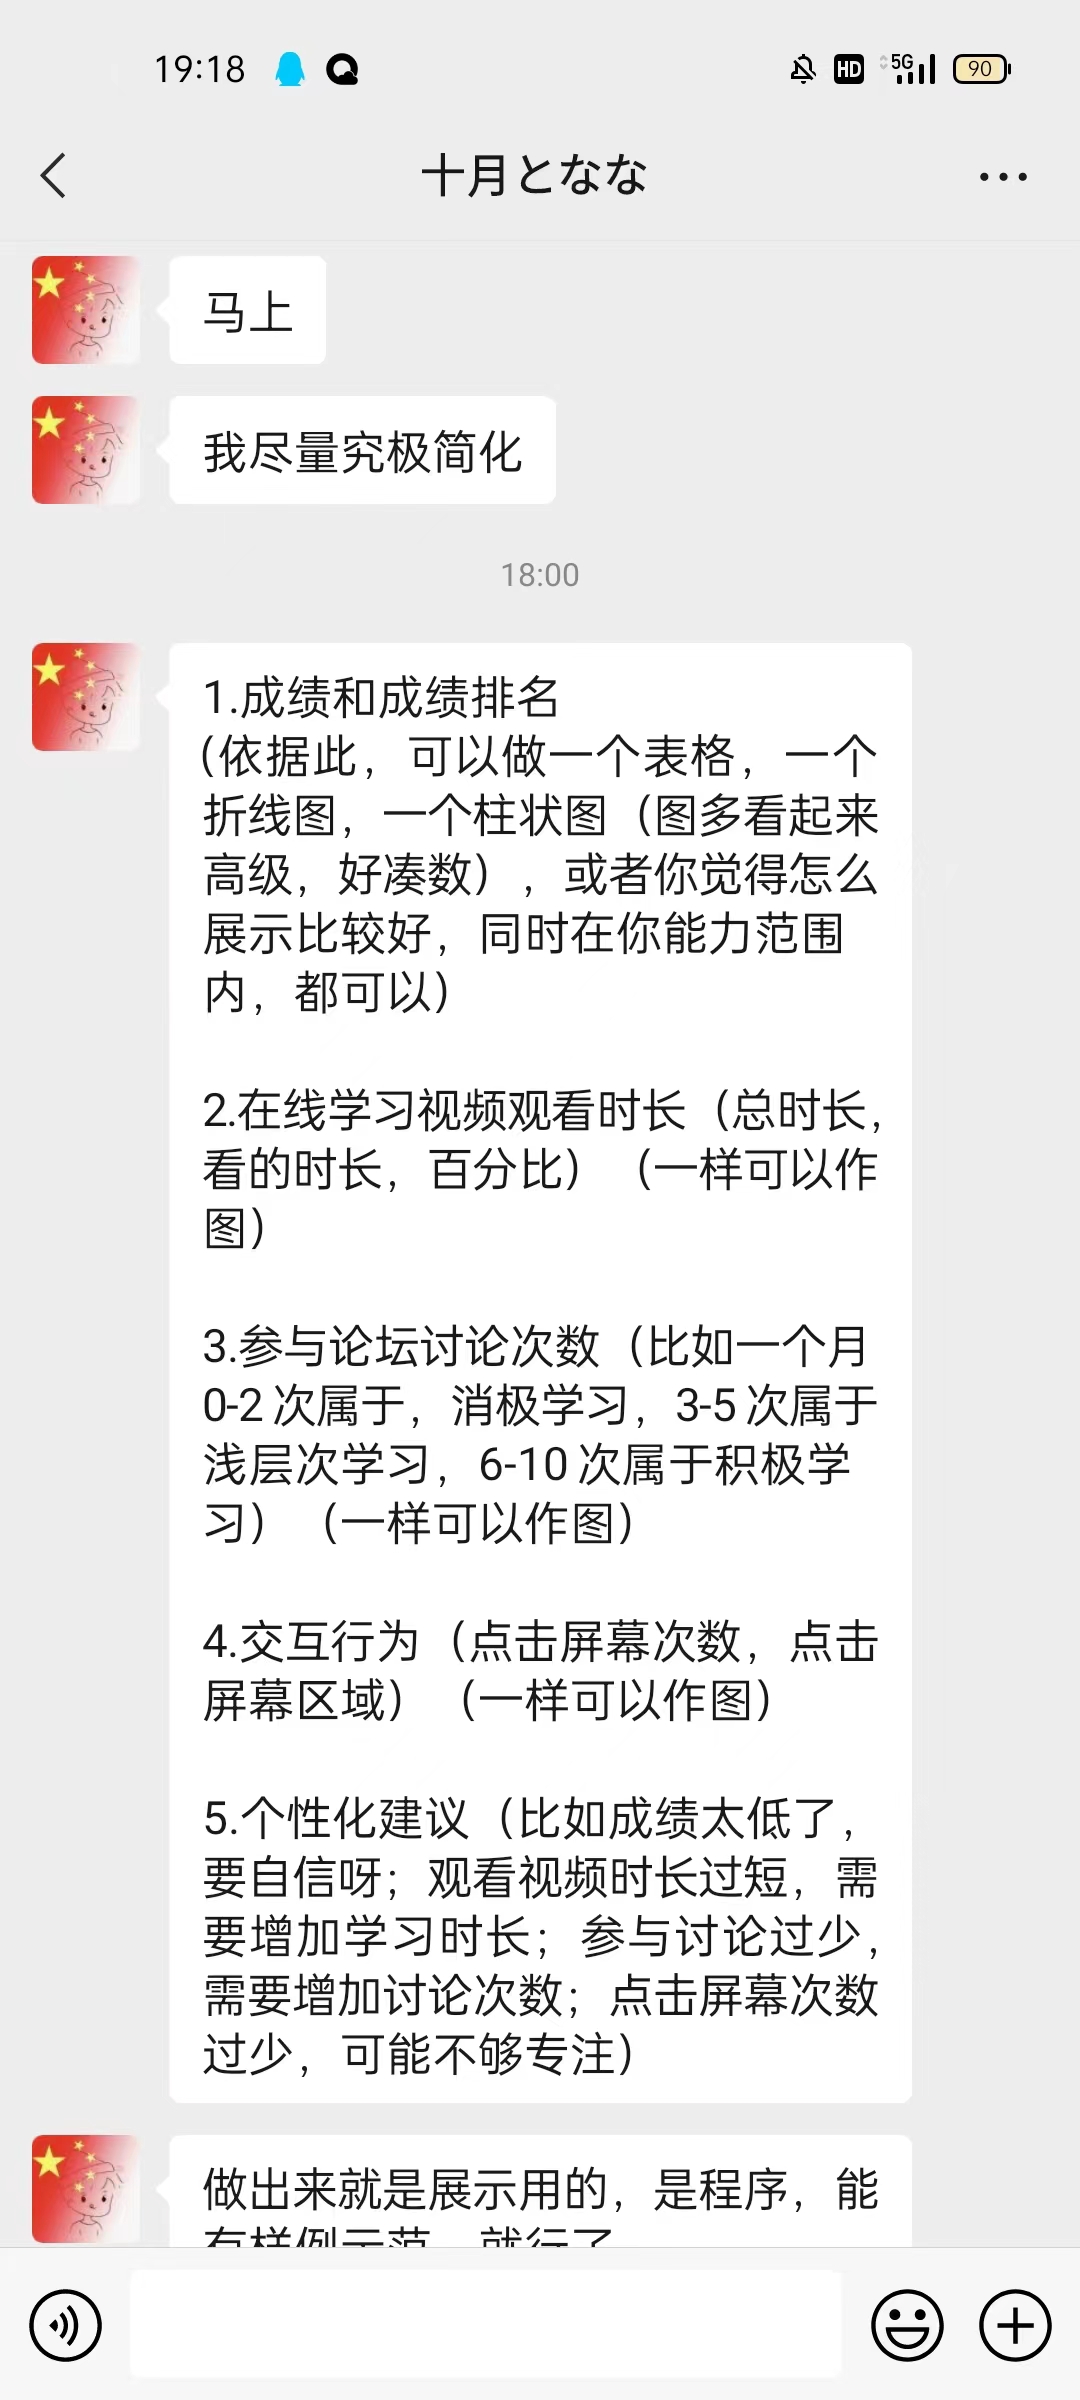 19:18
HD
5G
90
十月となな
马上
我尽量究极简化
18:00
1.成绩和成绩排名
(依据此，可以做一个表格，一个
折线图，一个柱状图（图多看起来
高级，好凑数），或者你觉得怎么
展示比较好，同时在你能力范围
内，都可以）
2.在线学习视频观看时长（总时长，
看的时长，百分比）（一样可以作
图）
3.参与论坛讨论次数（比如一个月
0-2次属于，消极学习，3-5次属于
浅层次学习，6-10次属于积极学
习）（一样可以作图）
4.交互行为（点击屏幕次数，点击
屏幕区域）（一样可以作图）
5.个性化建议（比如成绩太低了，
要自信呀；观看视频时长过短，需
要增加学习时长；参与讨论过少，
需要增加讨论次数；点击屏幕次数
过少，可能不够专注）
做出来就是展示用的，是程序，能
有样例示范，就行了